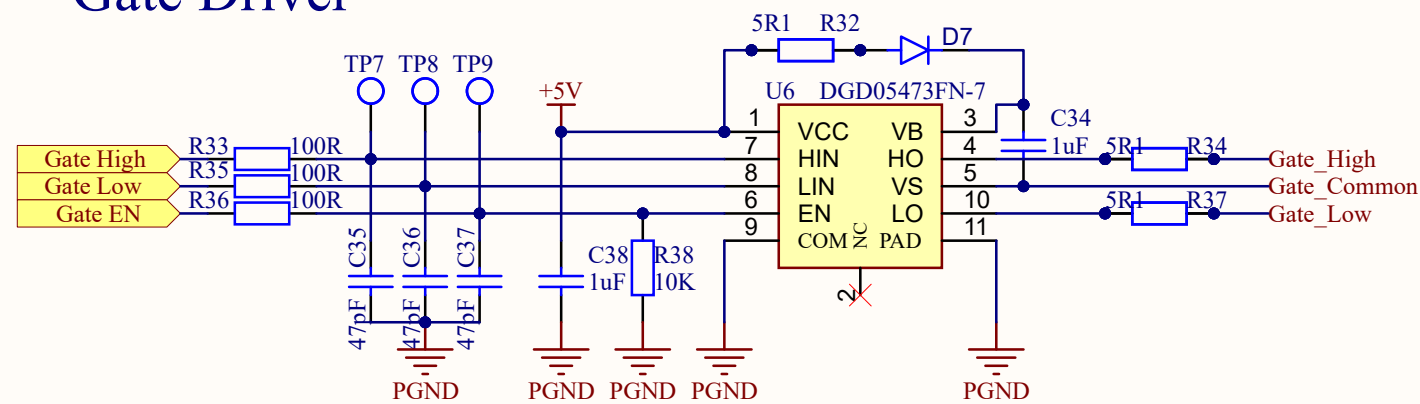 Gate Driver
5R1 R32
D7
TP7 TP8 TP9
+5V
U6 DGD05473FN-7
1 VCC VB 3
C34
1uF
R33 100R
Gate High
7 HIN HO 4
5R1 R34
Gate_High
R35 100R
Gate Low
8 LIN VS 5
Gate_Common
R36 100R
Gate EN
6 EN LO 10
5R1 R37
Gate_Low
9 COM NC PAD 11
C35 C36 C37
C38 R38
1uF 10K
2
47pF 47pF 47pF
PGND PGND PGND PGND PGND